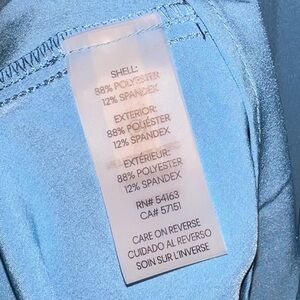 SHELL:
88% POLYESTER
12% SPANDEX
EXTERIOR:
88% POLIÉSTER
12% SPANDEX
EXTÉRIEUR:
88% POLYESTER
12% SPANDEX
RN# 54163
CA# 57151
CARE ON REVERSE
CUIDADO AL REVERSO
SOIN SUR L'INVERSE